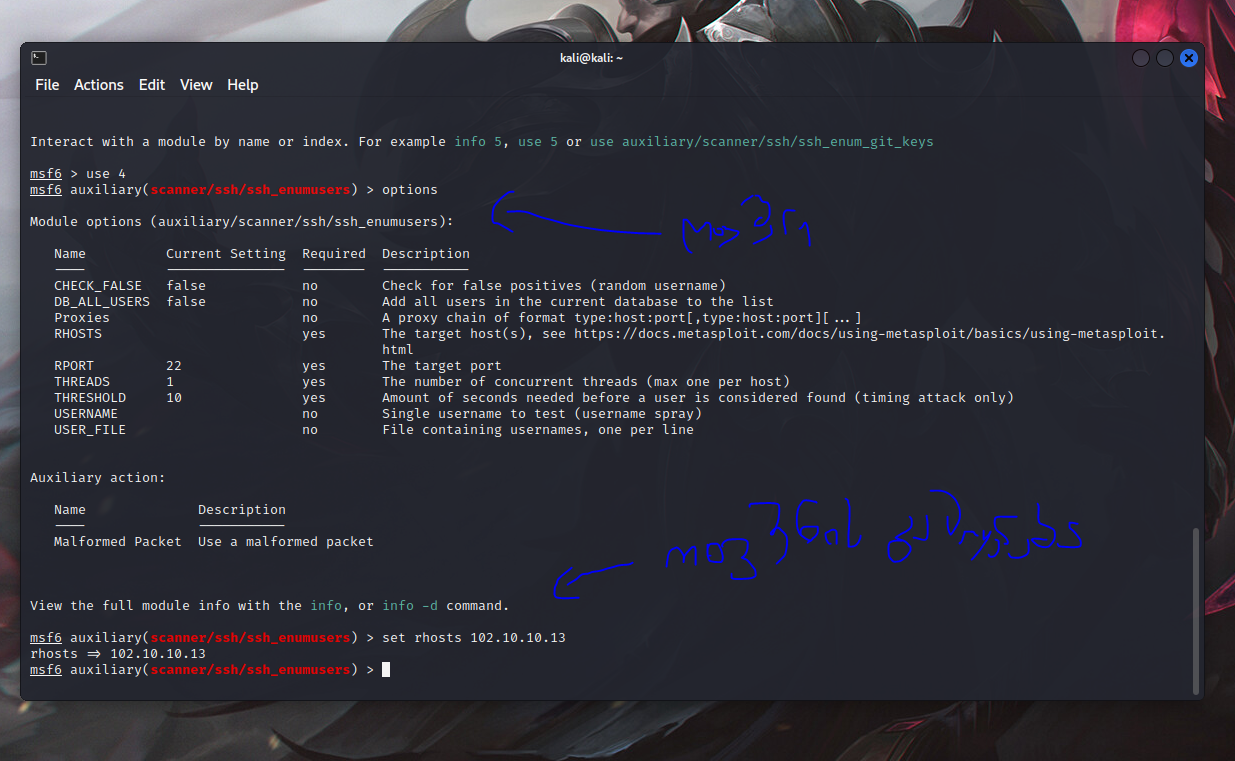 kali@kali: ~
File Actions Edit View Help
Interact with a module by name or index. For example info 5, use 5 or use auxiliary/scanner/ssh/ssh_enum_git_keys
msf6 > use 4
msf6 auxiliary(scanner/ssh/ssh_enumusers) > options
Module options (auxiliary/scanner/ssh/ssh_enumusers):
Name Current Setting Required Description
CHECK_FALSE false no Check for false positives (random username)
DB_ALL_USERS false no Add all users in the current database to the list
Proxies no A proxy chain of format type:host:port[,type:host:port][...]
RHOSTS yes The target host(s), see https://docs.metasploit.com/docs/using-metasploit/basics/using-metasploit.
html
RPORT 22 yes The target port
THREADS 1 yes The number of concurrent threads (max one per host)
THRESHOLD 10 yes Amount of seconds needed before a user is considered found (timing attack only)
USERNAME no Single username to test (username spray)
USER_FILE no File containing usernames, one per line
Auxiliary action:
Name Description
Malformed Packet Use a malformed packet
View the full module info with the info, or info -d command.
msf6 auxiliary(scanner/ssh/ssh_enumusers) > set rhosts 102.10.10.13
rhosts => 102.10.10.13
msf6 auxiliary(scanner/ssh/ssh_enumusers) >